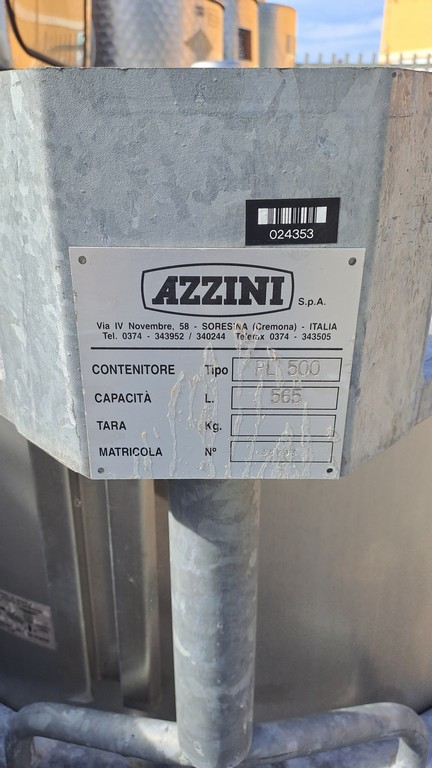 024353
AZZINI S.p.A.
Via IV Novembre, 58 - SORESINA (Cremona) - ITALIA
Tel. 0374 - 343952 / 340244 Telefax 0374 - 343505
CONTENITORE Tipo PL 500
CAPACITÀ L. 565
TARA Kg.
MATRICOLA N°